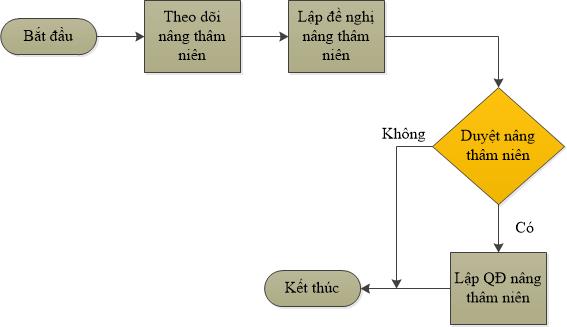 Bắt đầu
Theo dõi
nâng thâm
niên
Lập đề nghị
nâng thâm
niên
Duyệt nâng
thâm niên
Không
Có
Lập QĐ nâng
thâm niên
Kết thúc